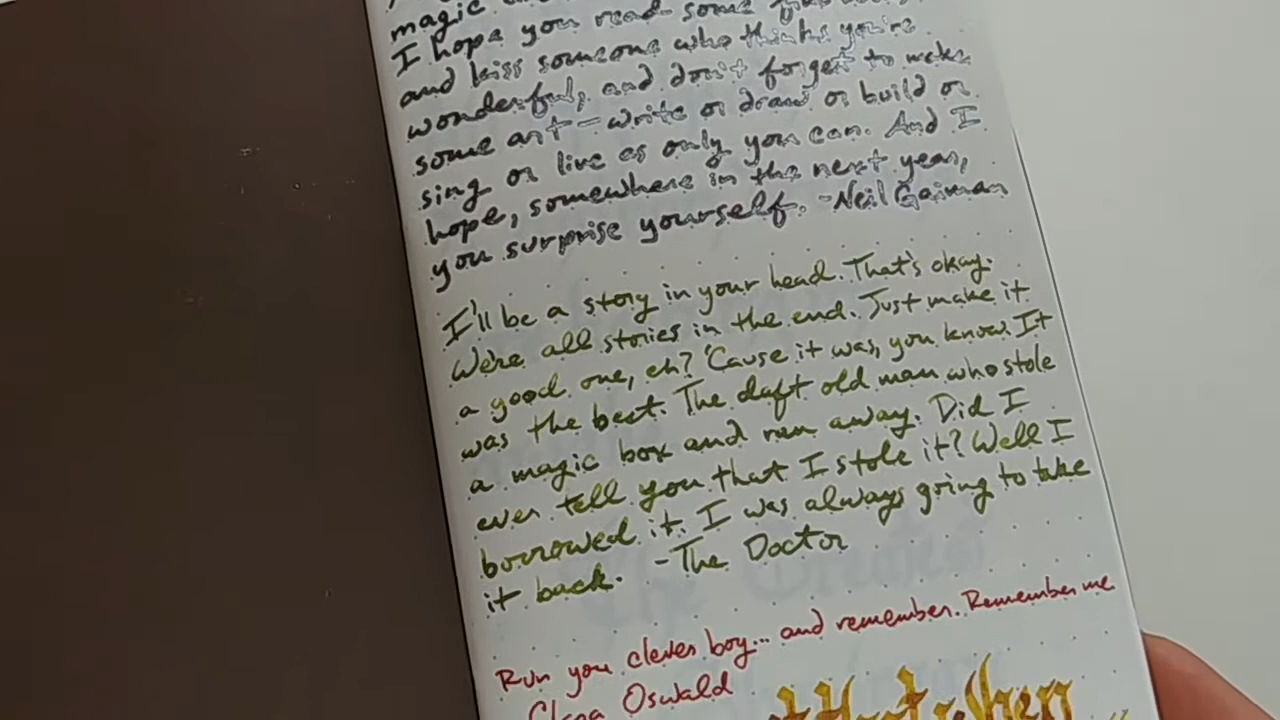 magic
I hope you read some
and kiss someone who thinks you're
wonderful, and don't forget to make
some art - write or draw or build or
sing or live as only you can. And I
hope, somewhere in the next year,
you surprise yourself. -Neil Gaiman
I'll be a story in your head. That's okay.
We're all stories in the end. Just make it
a good one, eh? 'Cause it was, you know. It
was the best. The daft old man who stole
a magic box and ran away. Did I
ever tell you that I stole it? Well I
borrowed it. I was always going to take
it back. -The Doctor
Run you clever boy... and remember. Remember me
Clara Oswald